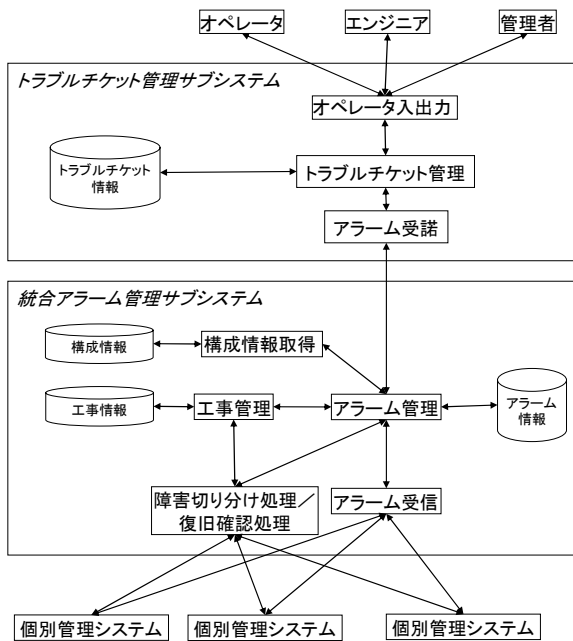 オペレータ
エンジニア
管理者
トラブルチケット管理サブシステム
オペレータ入出力
トラブルチケット
情報
トラブルチケット管理
アラーム受諾
統合アラーム管理サブシステム
構成情報
構成情報取得
工事情報
工事管理
アラーム管理
アラーム
情報
障害切り分け処理／
復旧確認処理
アラーム受信
個別管理システム
個別管理システム
個別管理システム